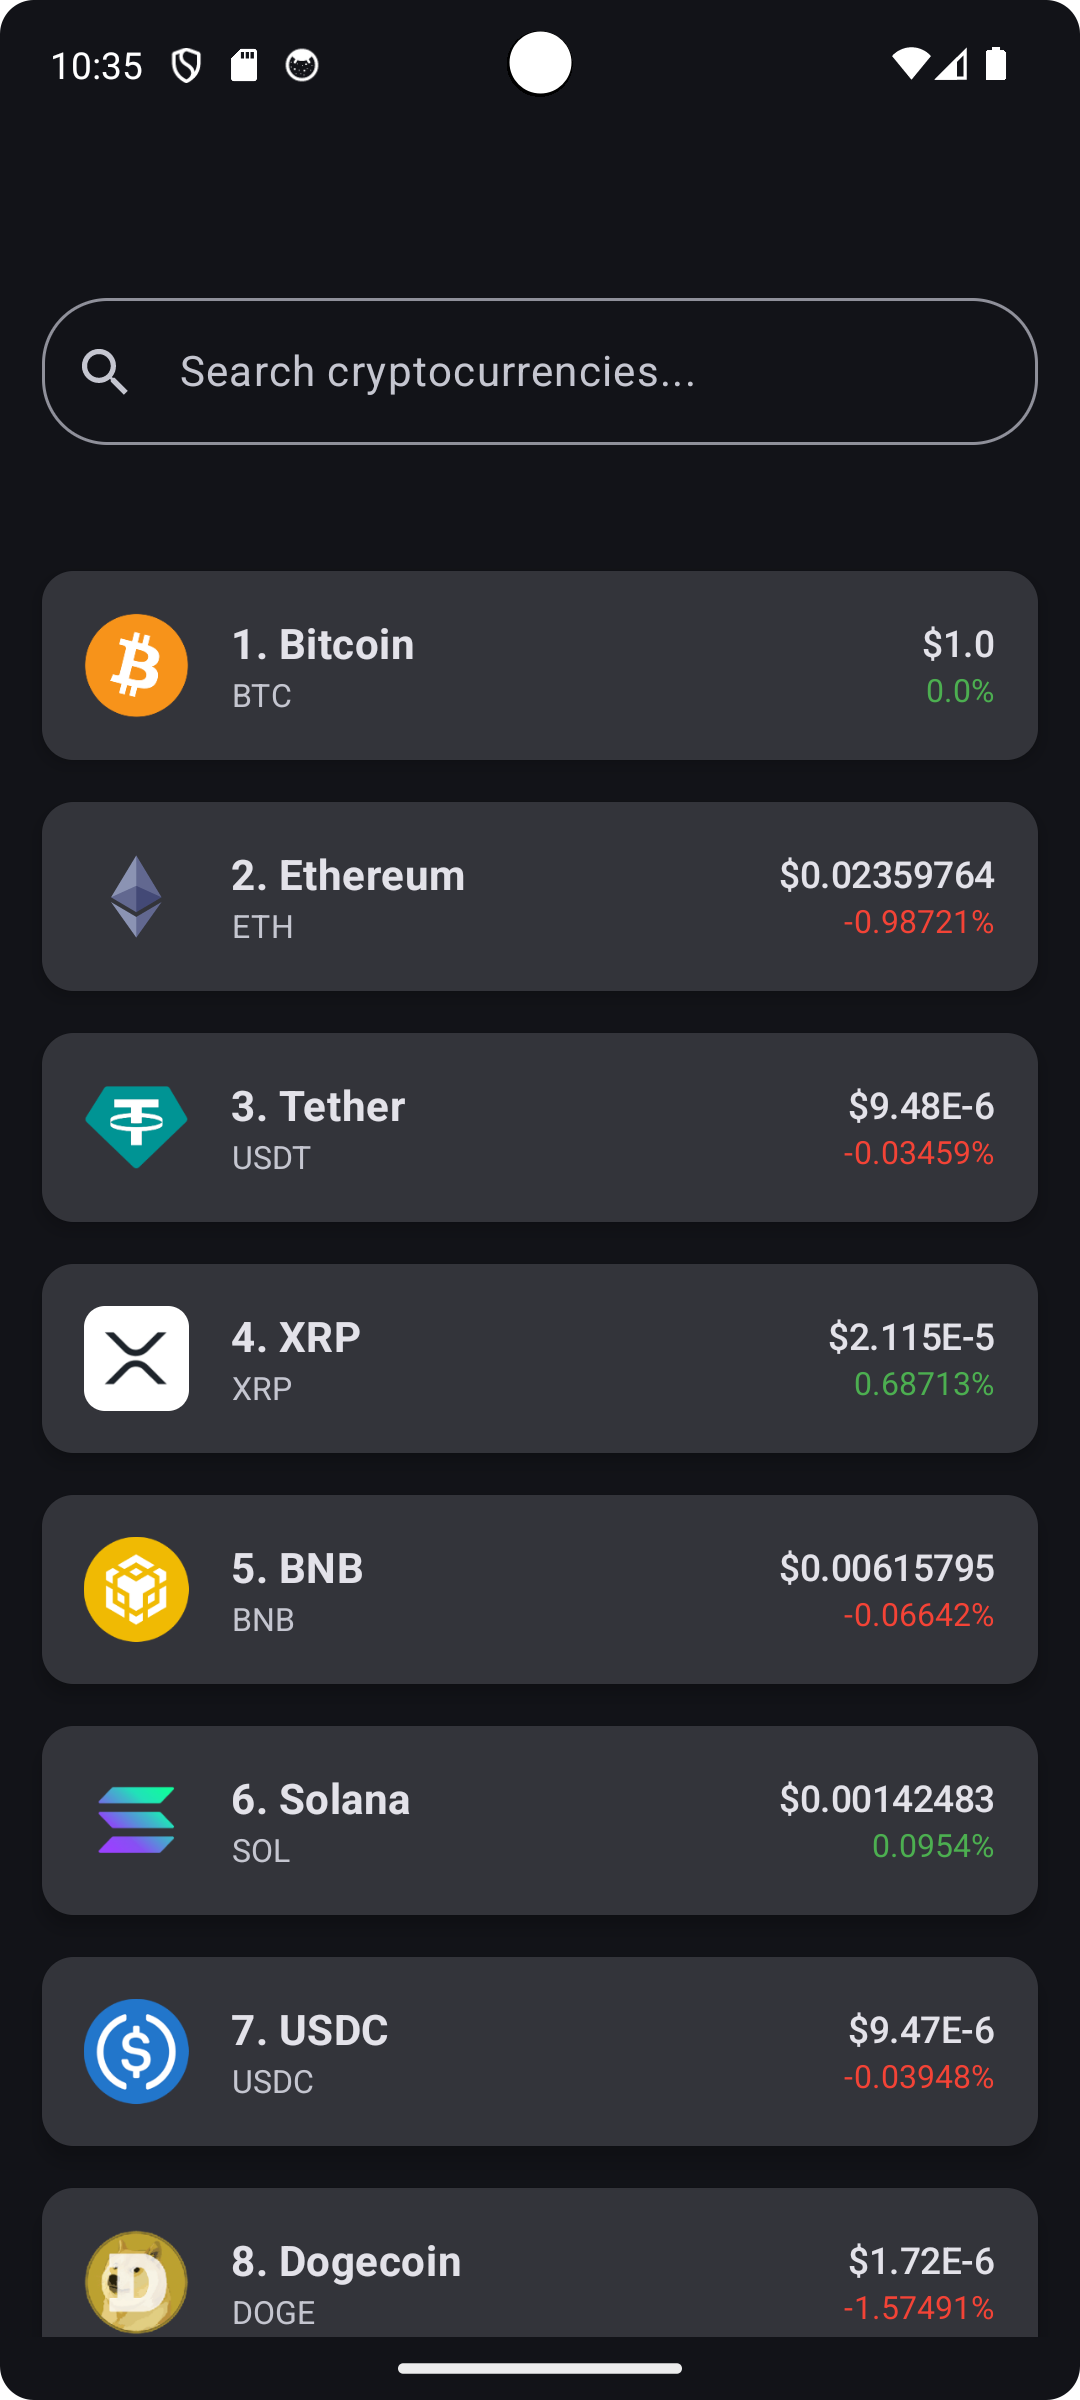 10:35
Search cryptocurrencies...
1. Bitcoin
$1.0
BTC
0.0%
2. Ethereum
$0.02359764
ETH
-0.98721%
3. Tether
$9.48E-6
USDT
-0.03459%
4. XRP
$2.115E-5
XRP
0.68713%
5. BNB
$0.00615795
BNB
-0.06642%
6. Solana
$0.00142483
SOL
0.0954%
7. USDC
$9.47E-6
USDC
-0.03948%
8. Dogecoin
$1.72E-6
DOGE
-1.57491%